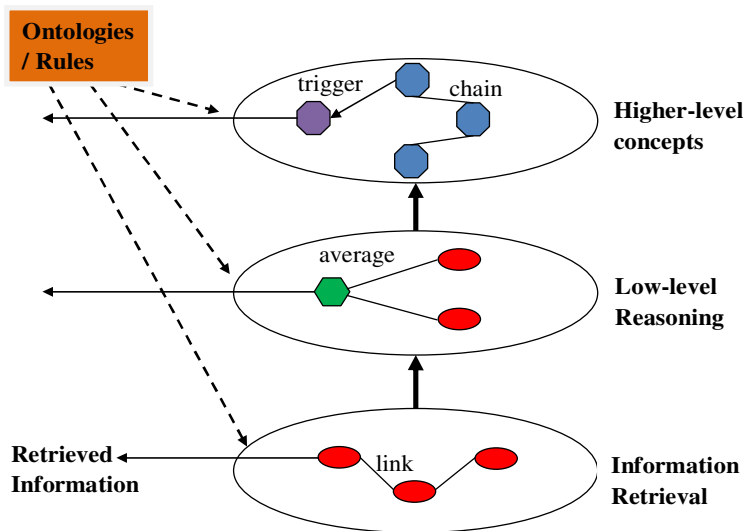 Ontologies
/ Rules
trigger
chain
Higher-level
concepts
average
Low-level
Reasoning
Retrieved
Information
link
Information
Retrieval